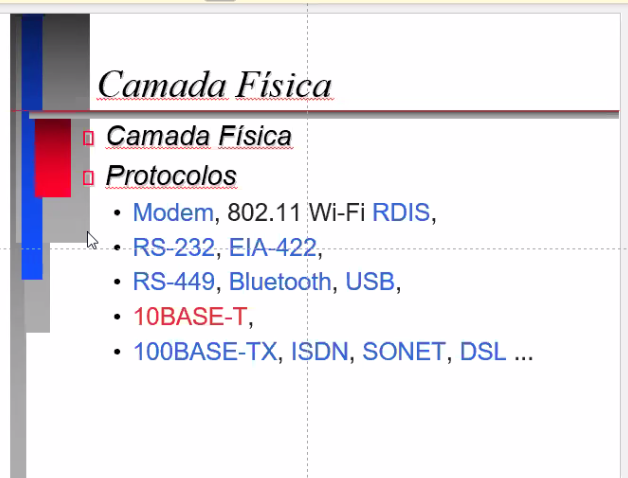 Camada Física
Camada Física
Protocolos
• Modem, 802.11 Wi-Fi RDIS,
• RS-232, EIA-422,
• RS-449, Bluetooth, USB,
• 10BASE-T,
• 100BASE-TX, ISDN, SONET, DSL ...